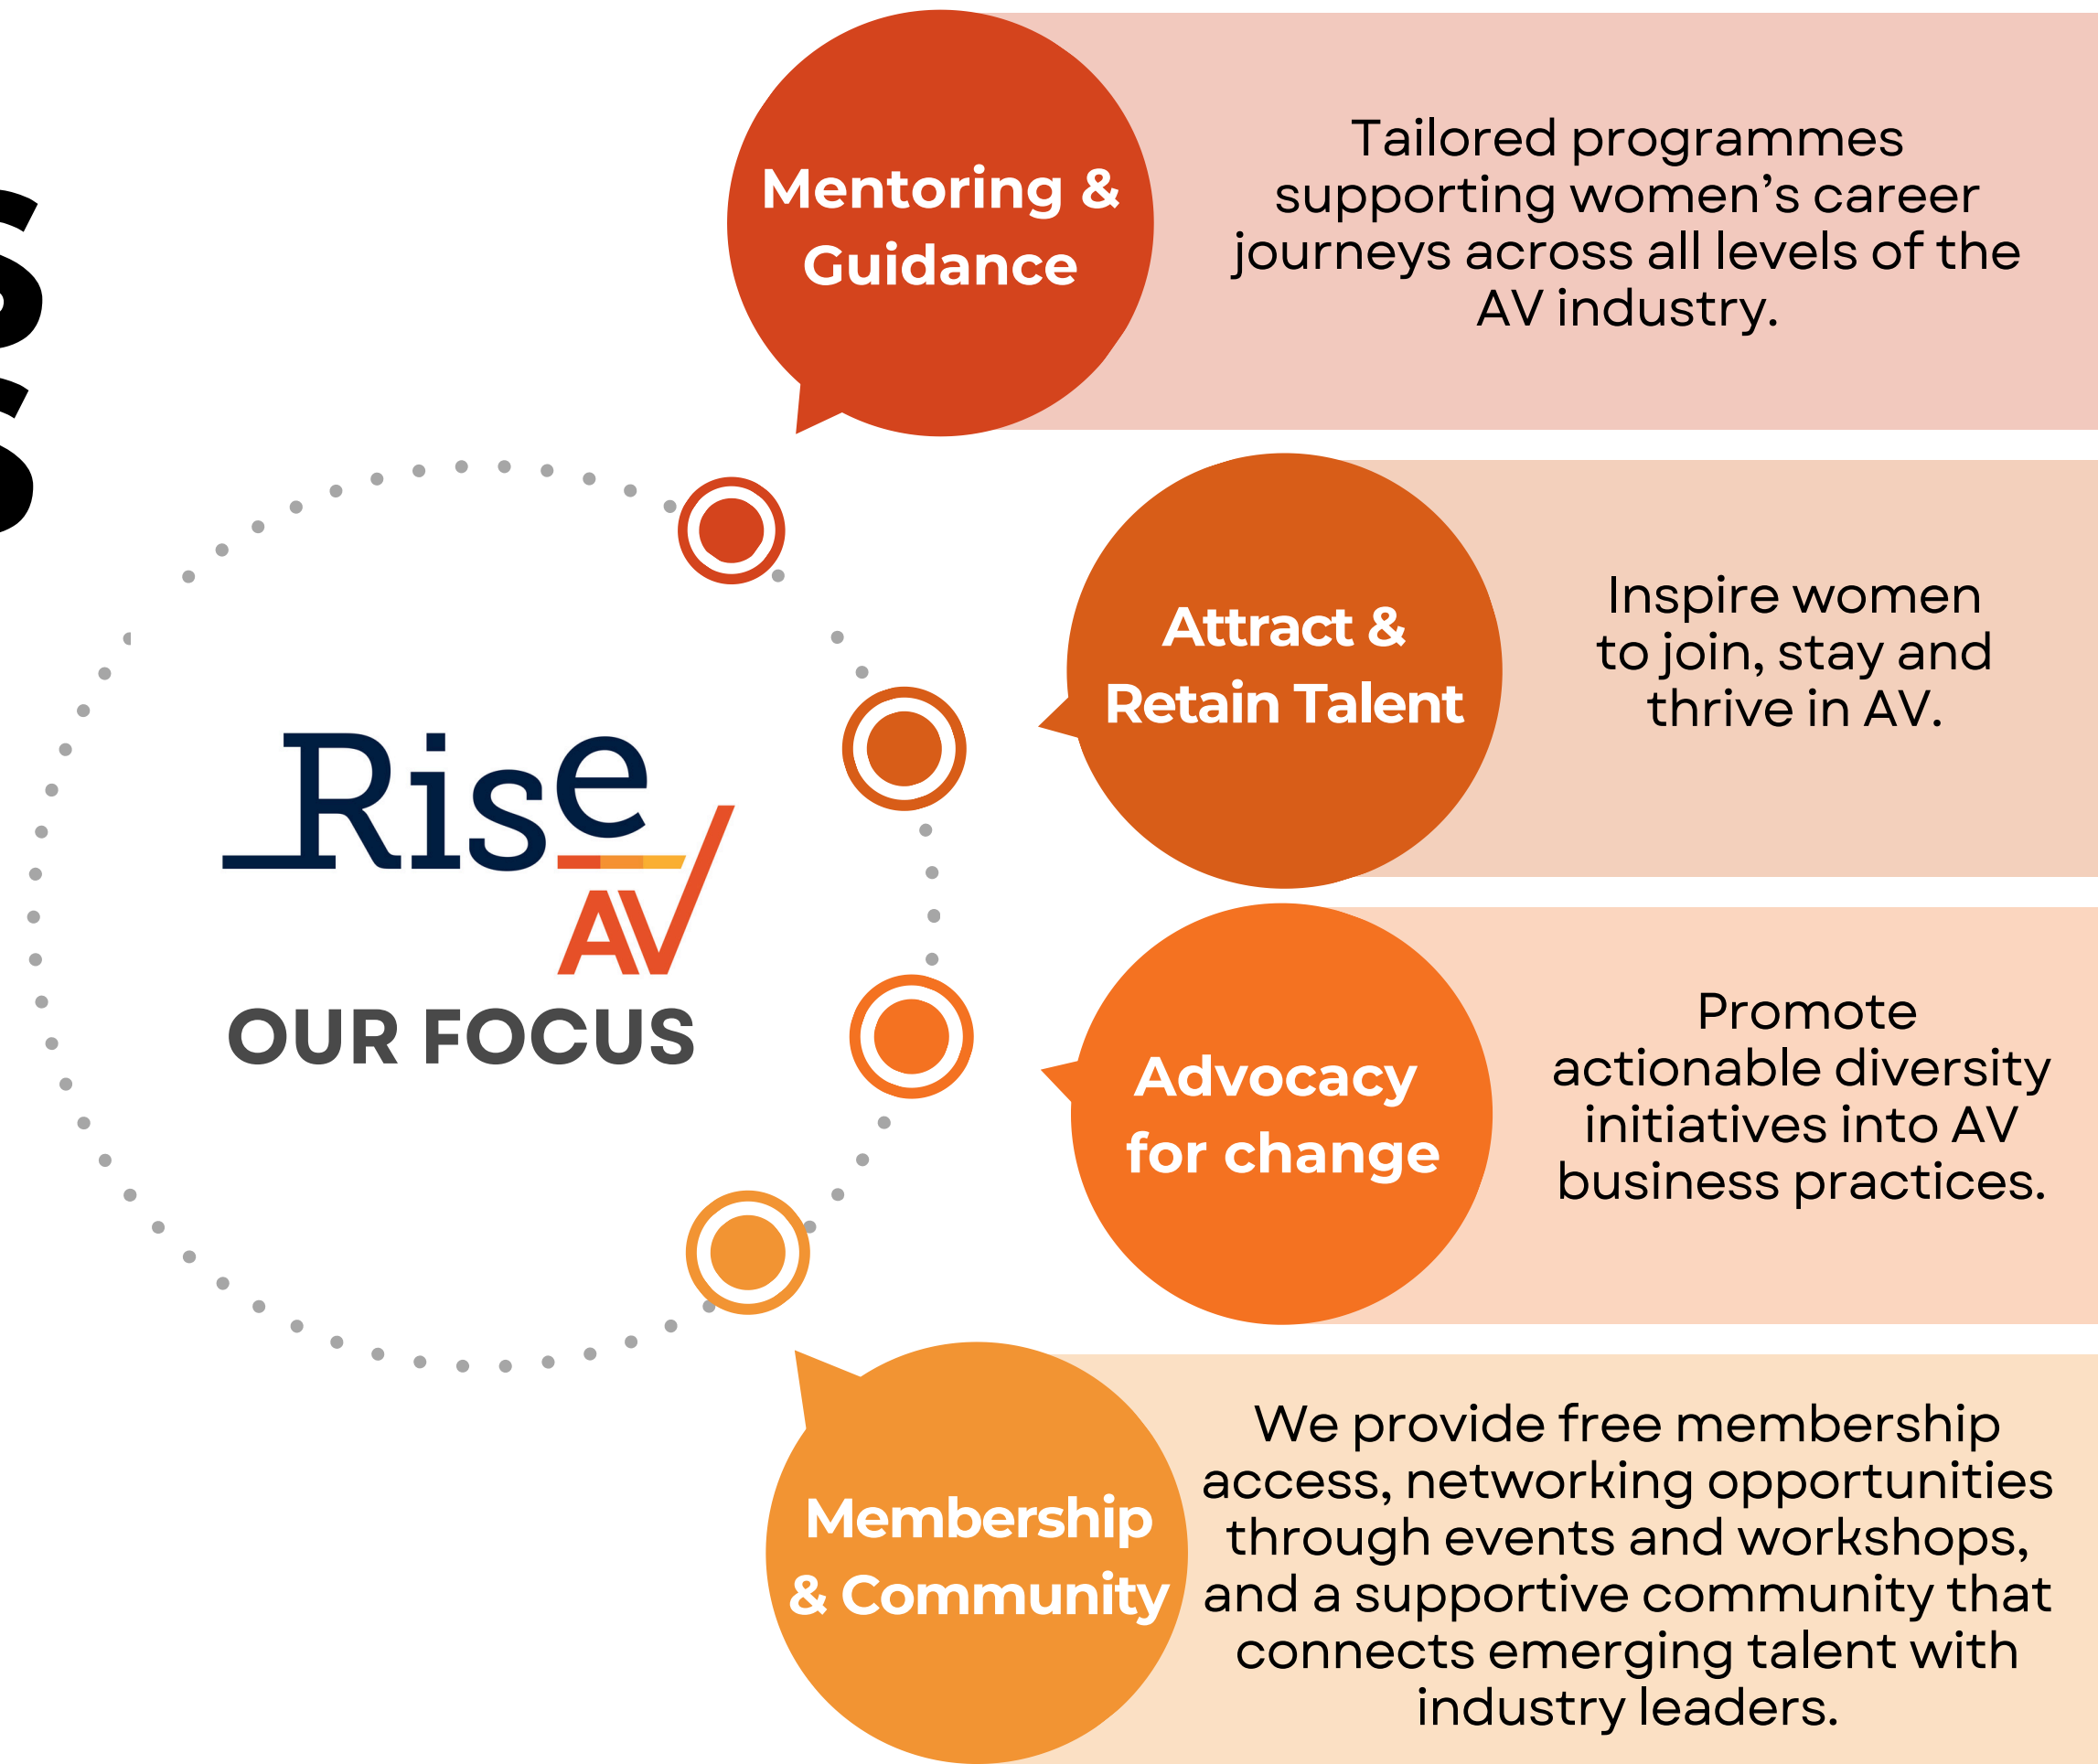 Mentoring &
Guidance
Tailored programmes
supporting women’s career
journeys across all levels of the
AV industry.
Attract &
Retain Talent
Inspire women
to join, stay and
thrive in AV.
Rise
AV
OUR FOCUS
Advocacy
for change
Promote
actionable diversity
initiatives into AV
business practices.
Membership
& Community
We provide free membership
access, networking opportunities
through events and workshops,
and a supportive community that
connects emerging talent with
industry leaders.